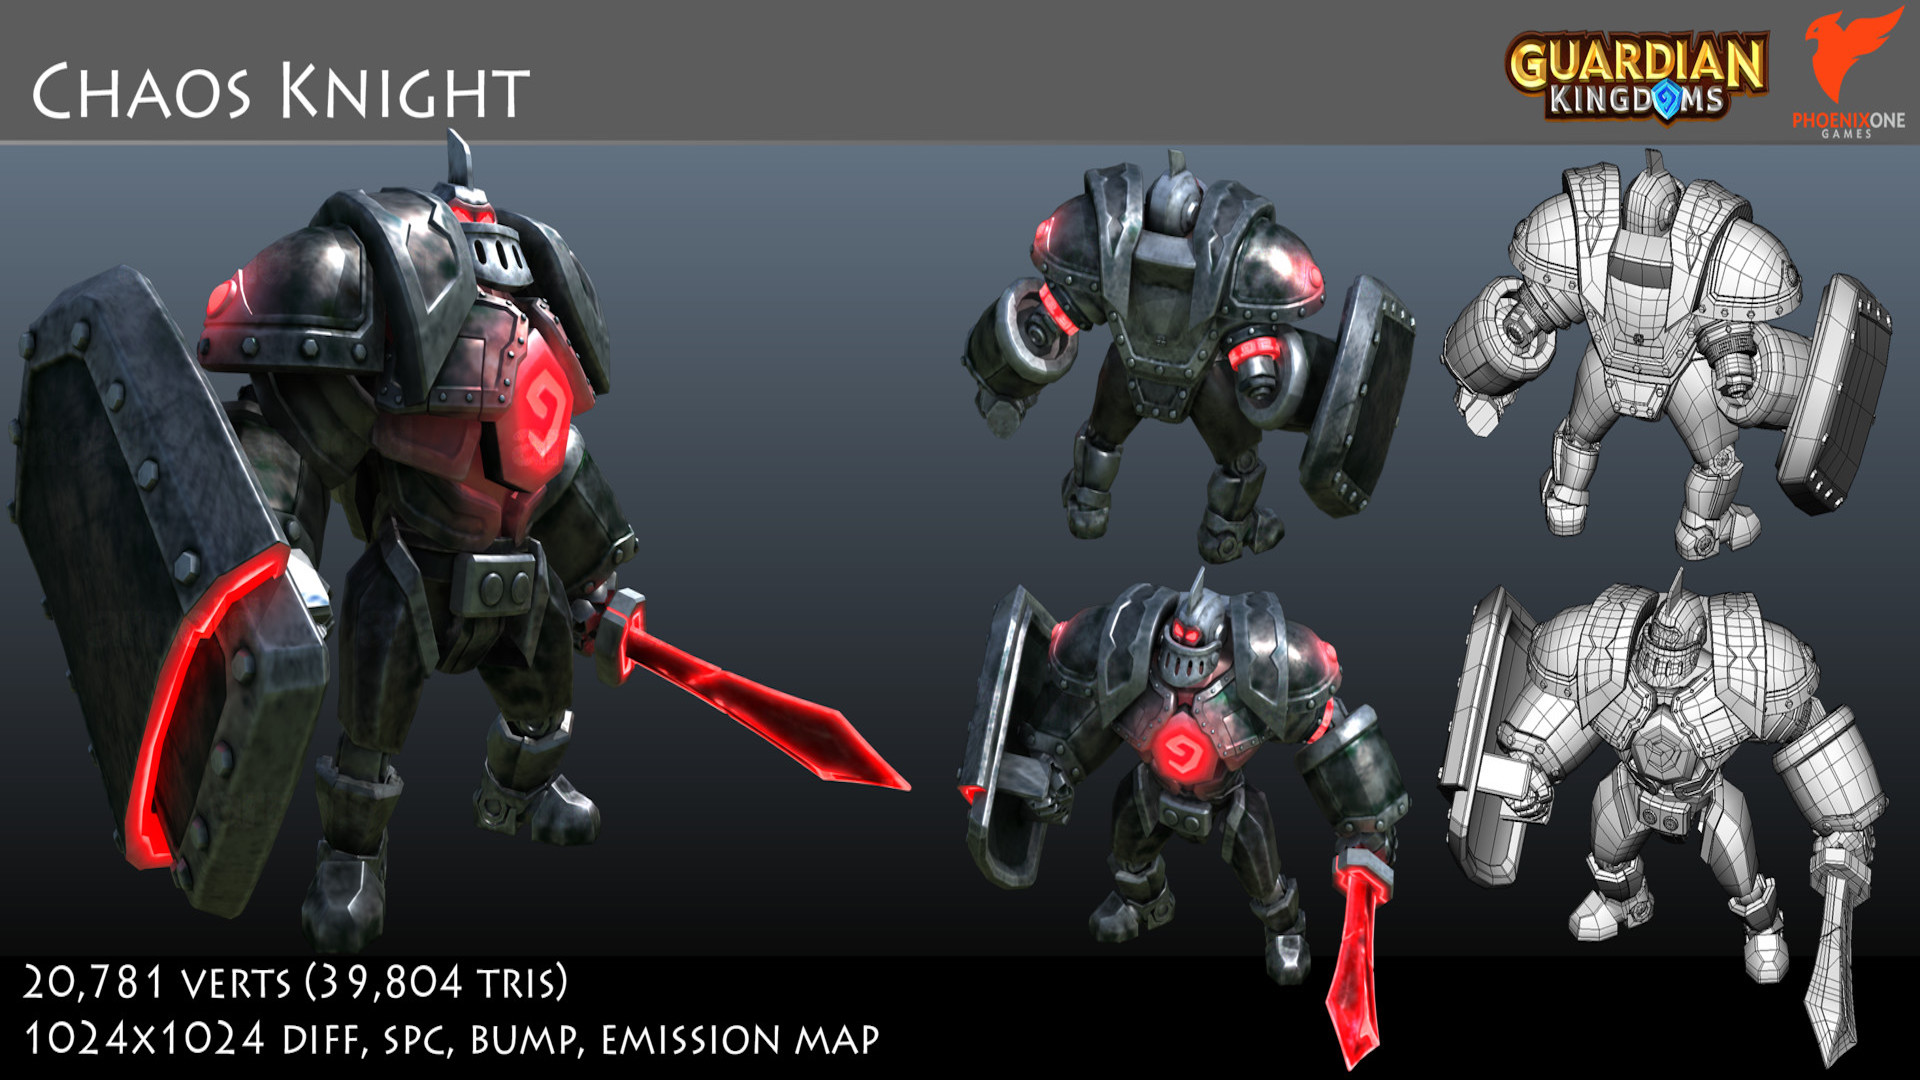 Chaos Knight
GUARDIAN
KINGDOMS
PHOENIXONE
GAMES
20,781 verts (39,804 tris)
1024x1024 diff, spc, bump, emission map